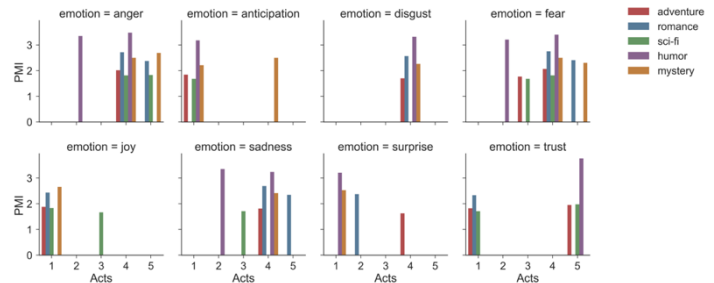 emotion = anger
emotion = anticipation
emotion = disgust
emotion = fear
adventure
romance
sci-fi
humor
mystery
PMI
3
2
1
0
emotion = joy
emotion = sadness
emotion = surprise
emotion = trust
PMI
3
2
1
0
1 2 3 4 5
1 2 3 4 5
1 2 3 4 5
1 2 3 4 5
Acts
Acts
Acts
Acts